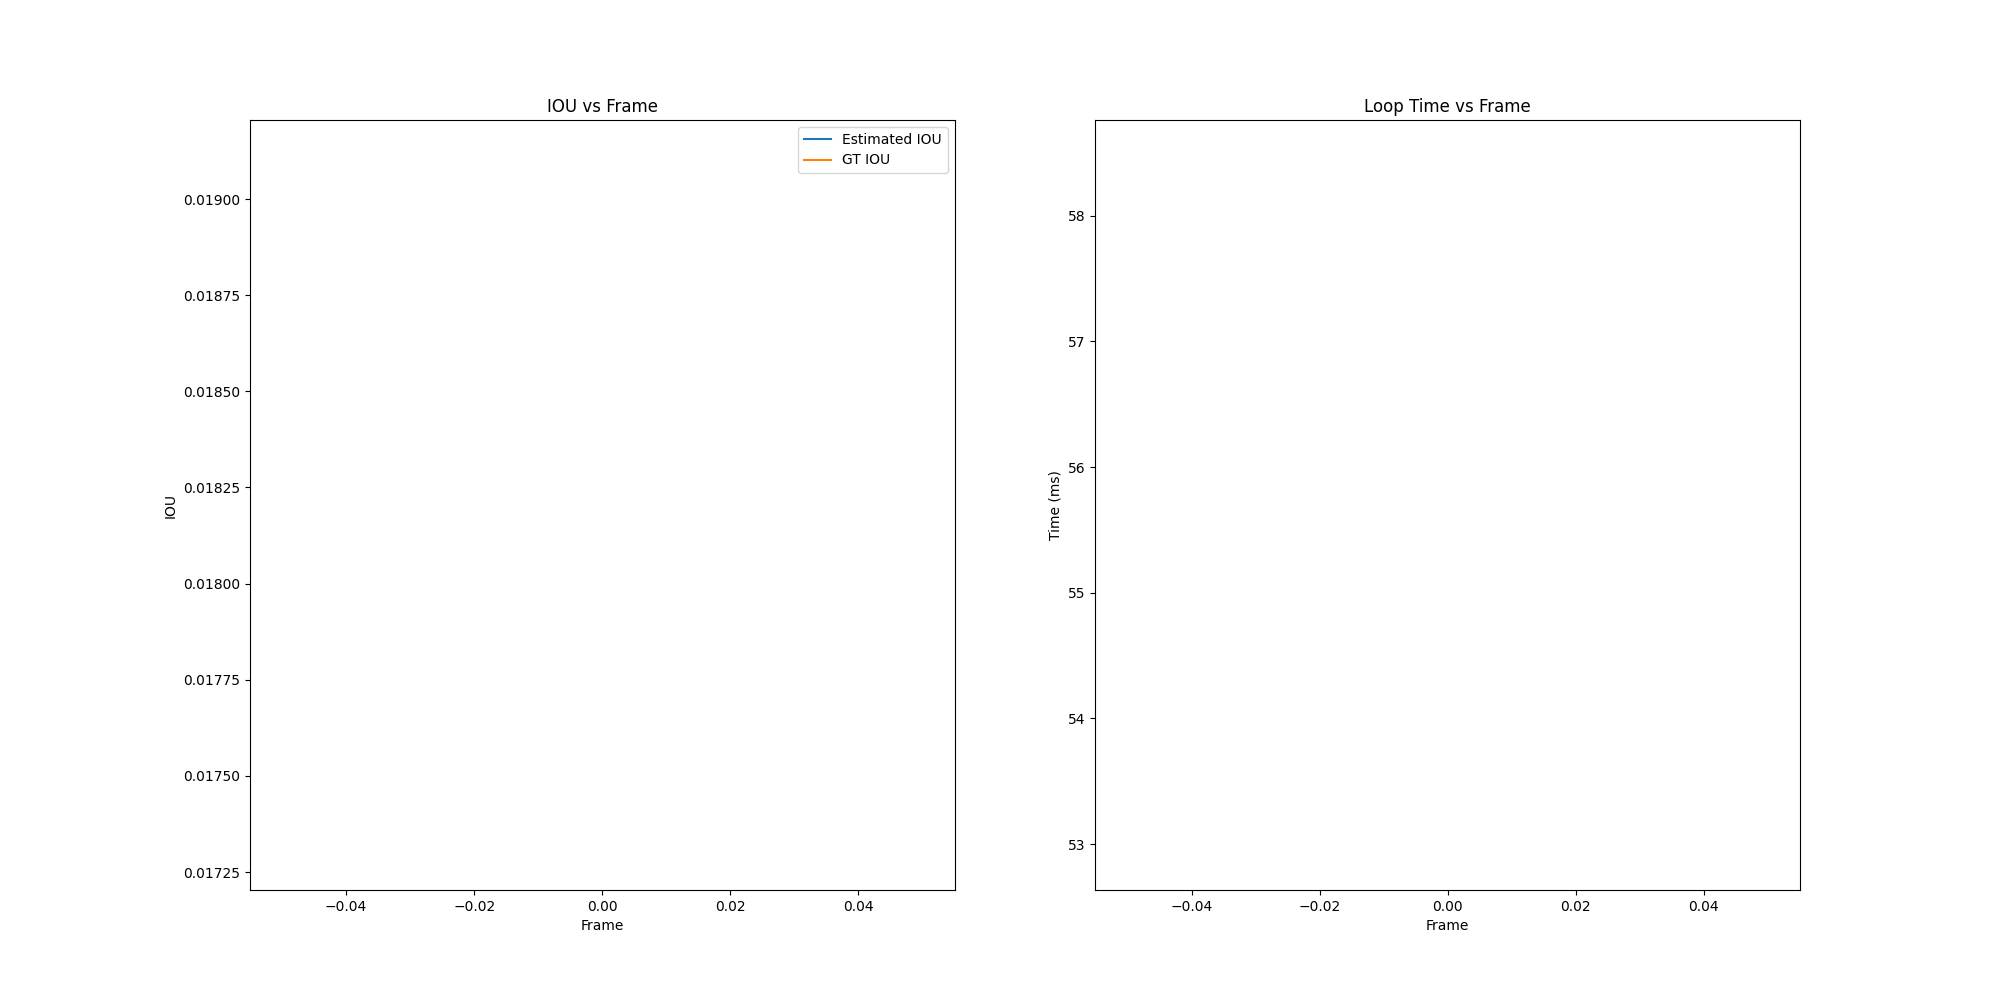 IOU vs Frame
Estimated IOU
GT IOU
0.01900
0.01875
0.01850
0.01825
0.01800
0.01775
0.01750
0.01725
IOU
−0.04 −0.02 0.00 0.02 0.04
Frame
Loop Time vs Frame
58
57
56
55
54
53
Time (ms)
−0.04 −0.02 0.00 0.02 0.04
Frame